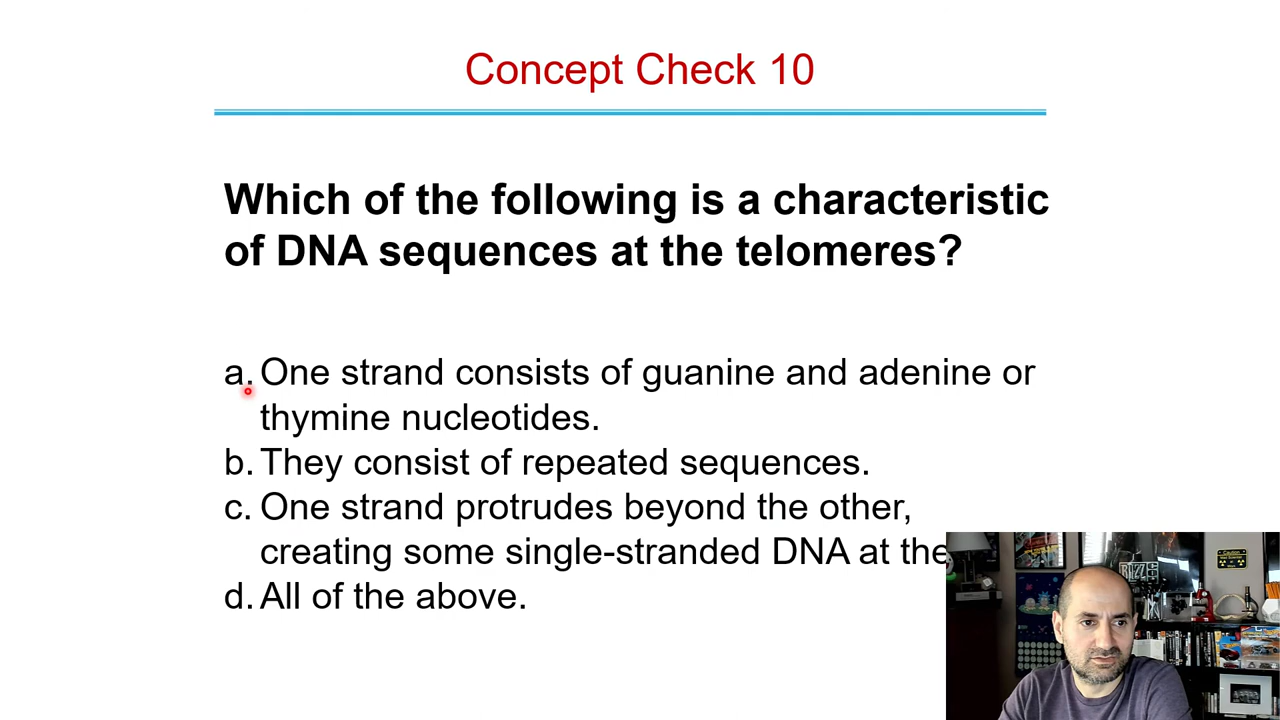 Concept Check 10
Which of the following is a characteristic
of DNA sequences at the telomeres?
a. One strand consists of guanine and adenine or
thymine nucleotides.
b. They consist of repeated sequences.
c. One strand protrudes beyond the other,
creating some single-stranded DNA at the
d. All of the above.
Caution